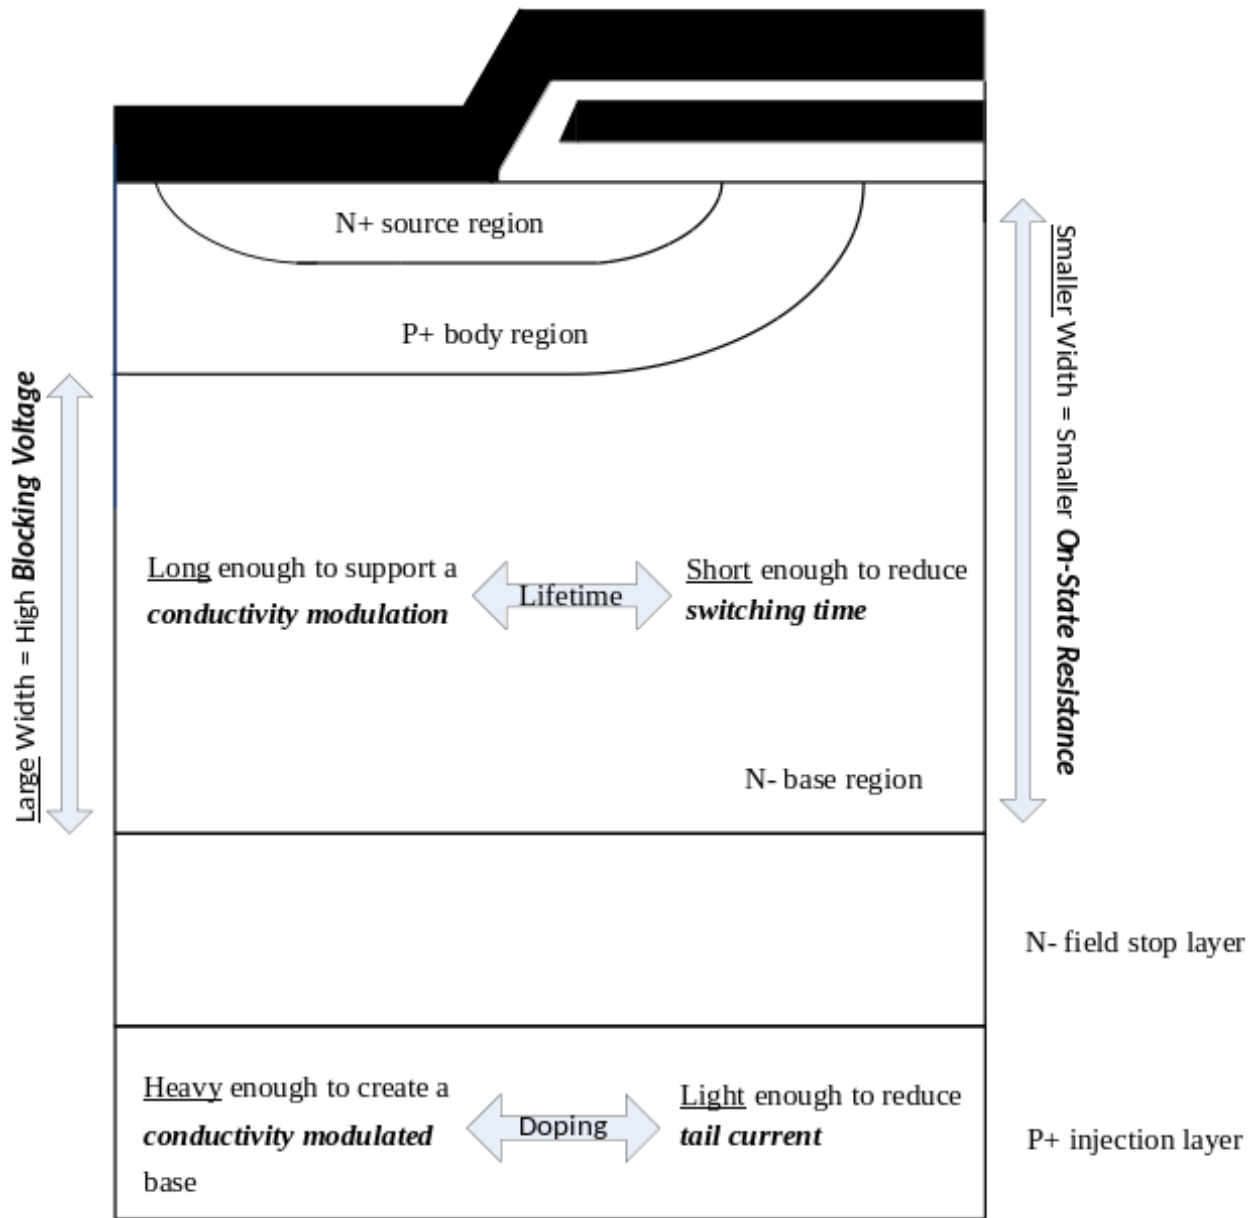 N+ source region
P+ body region
Large Width = High Blocking Voltage
Smaller Width = Smaller On-State Resistance
Long enough to support a
conductivity modulation
Lifetime
Short enough to reduce
switching time
N- base region
N- field stop layer
Heavy enough to create a
conductivity modulated
base
Doping
Light enough to reduce
tail current
P+ injection layer